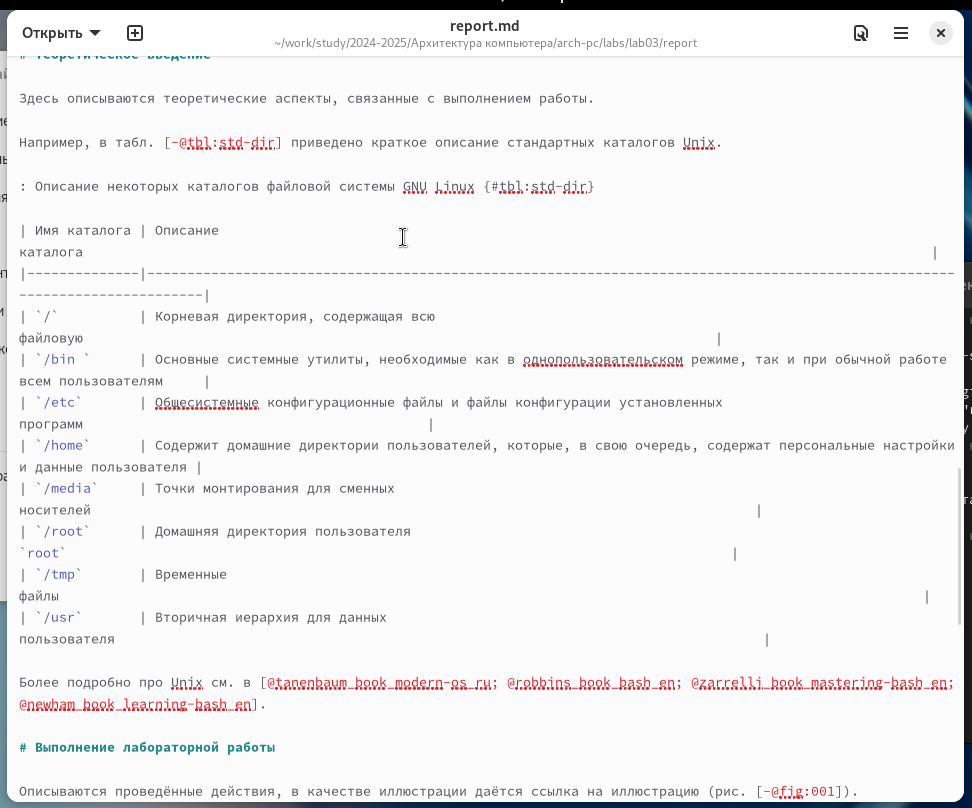 Открыть
report.md
~/work/study/2024-2025/Архитектура компьютера/arch-pc/labs/lab03/report
# Теоретическое введение
Здесь описываются теоретические аспекты, связанные с выполнением работы.
Например, в табл. [-@tbl:std-dir] приведено краткое описание стандартных каталогов Unix.
: Описание некоторых каталогов файловой системы GNU Linux {#tbl:std-dir}
| Имя каталога | Описание
каталога |
|--------------|-----------------------------------------------------------------------------------------------------
-----------------------|
| `/` | Корневая директория, содержащая всю
файловую |
| `/bin ` | Основные системные утилиты, необходимые как в однопользовательском режиме, так и при обычной работе
всем пользователям |
| `/etc` | Общесистемные конфигурационные файлы и файлы конфигурации установленных
программ |
| `/home` | Содержит домашние директории пользователей, которые, в свою очередь, содержат персональные настройки
и данные пользователя |
| `/media` | Точки монтирования для сменных
носителей |
| `/root` | Домашняя директория пользователя
`root` |
| `/tmp` | Временные
файлы |
| `/usr` | Вторичная иерархия для данных
пользователя |
Более подробно про Unix см. в [@tanenbaum_book_modern-os_ru; @robbins_book_bash_en; @zarrelli_book_mastering-bash_en;
@newham_book_learning-bash_en].
# Выполнение лабораторной работы
Описываются проведённые действия, в качестве иллюстрации даётся ссылка на иллюстрацию (рис. [-@fig:001]).